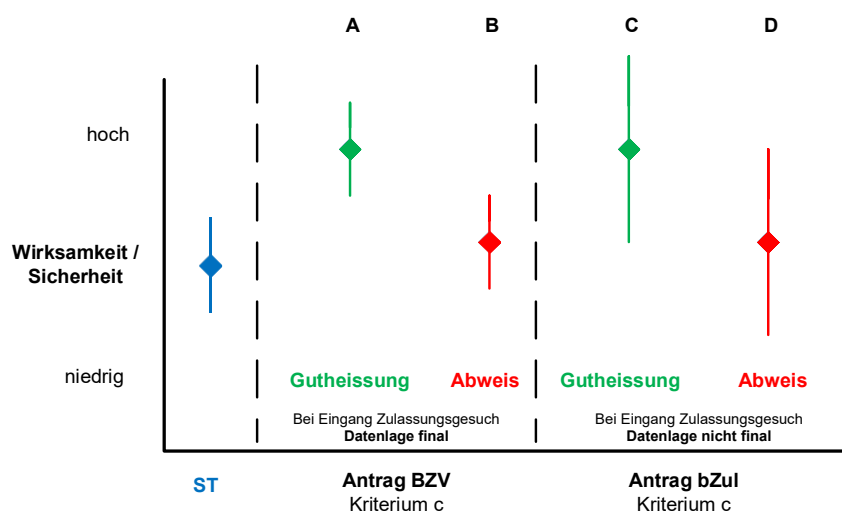 A B C D
hoch
Wirksamkeit /
Sicherheit
niedrig
Gutheissung Abweis Gutheissung Abweis
Bei Eingang Zulassungsgesuch
Datenlage final
Bei Eingang Zulassungsgesuch
Datenlage nicht final
ST
Antrag BZV
Kriterium c
Antrag bZul
Kriterium c